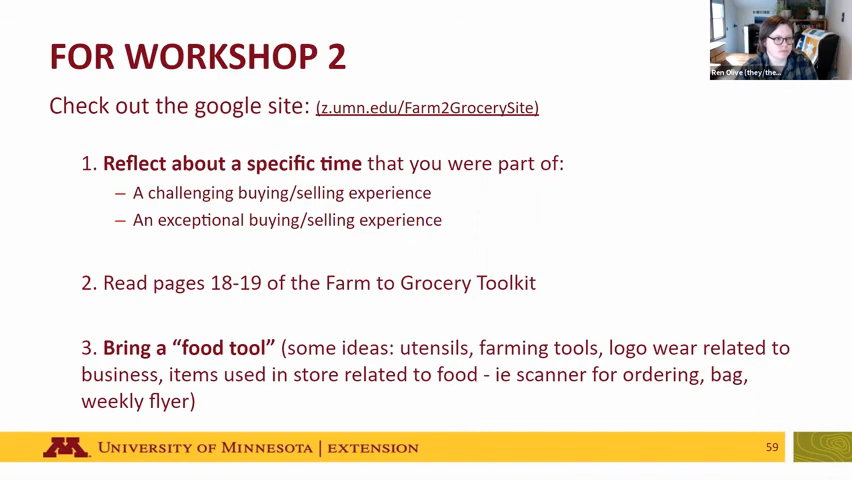 FOR WORKSHOP 2
Ren Olive (they/the...
Check out the google site: (z.umn.edu/Farm2GrocerySite)
1. Reflect about a specific time that you were part of:
– A challenging buying/selling experience
– An exceptional buying/selling experience
2. Read pages 18-19 of the Farm to Grocery Toolkit
3. Bring a “food tool” (some ideas: utensils, farming tools, logo wear related to
business, items used in store related to food - ie scanner for ordering, bag,
weekly flyer)
M UNIVERSITY OF MINNESOTA | EXTENSION
59